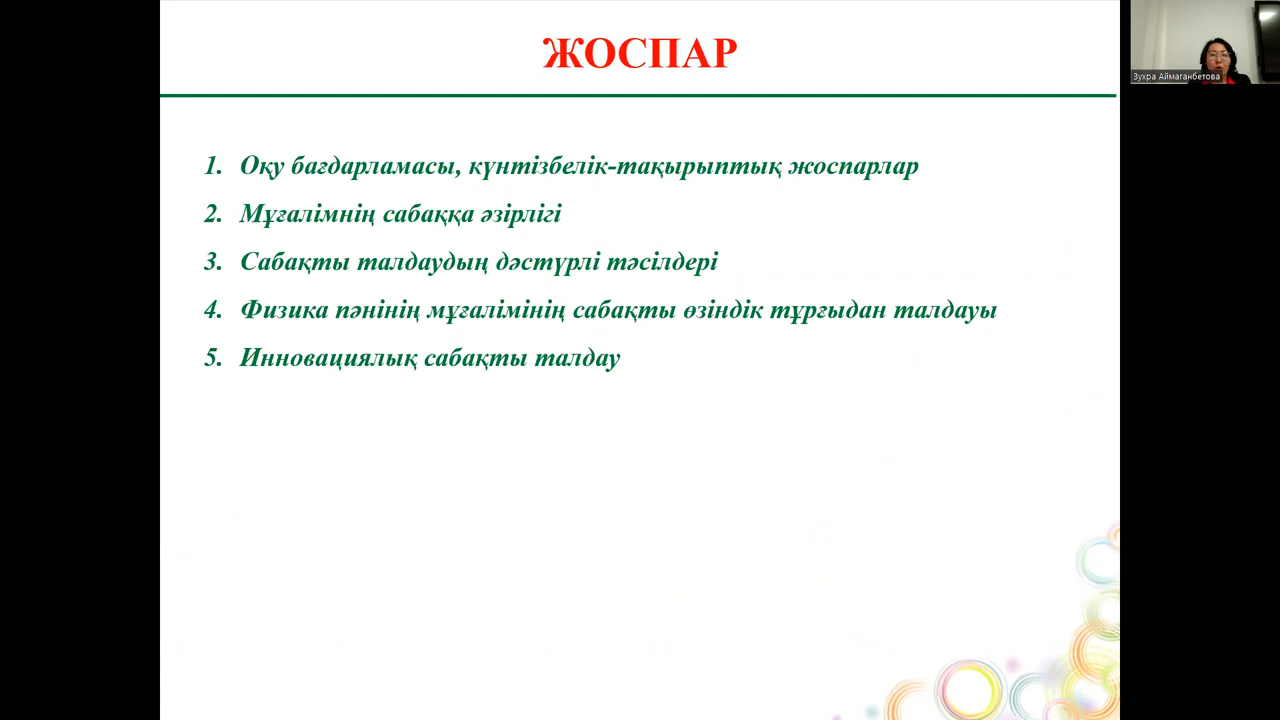 ЖОСПАР
Зухра Аймаганбетова
1. Оқу бағдарламасы, күнтізбелік-тақырыптық жоспарлар
2. Мұғалімнің сабаққа әзірлігі
3. Сабақты талдаудың дәстүрлі тәсілдері
4. Физика пәнінің мұғалімінің сабақты өзіндік тұрғыдан талдауы
5. Инновациялық сабақты талдау